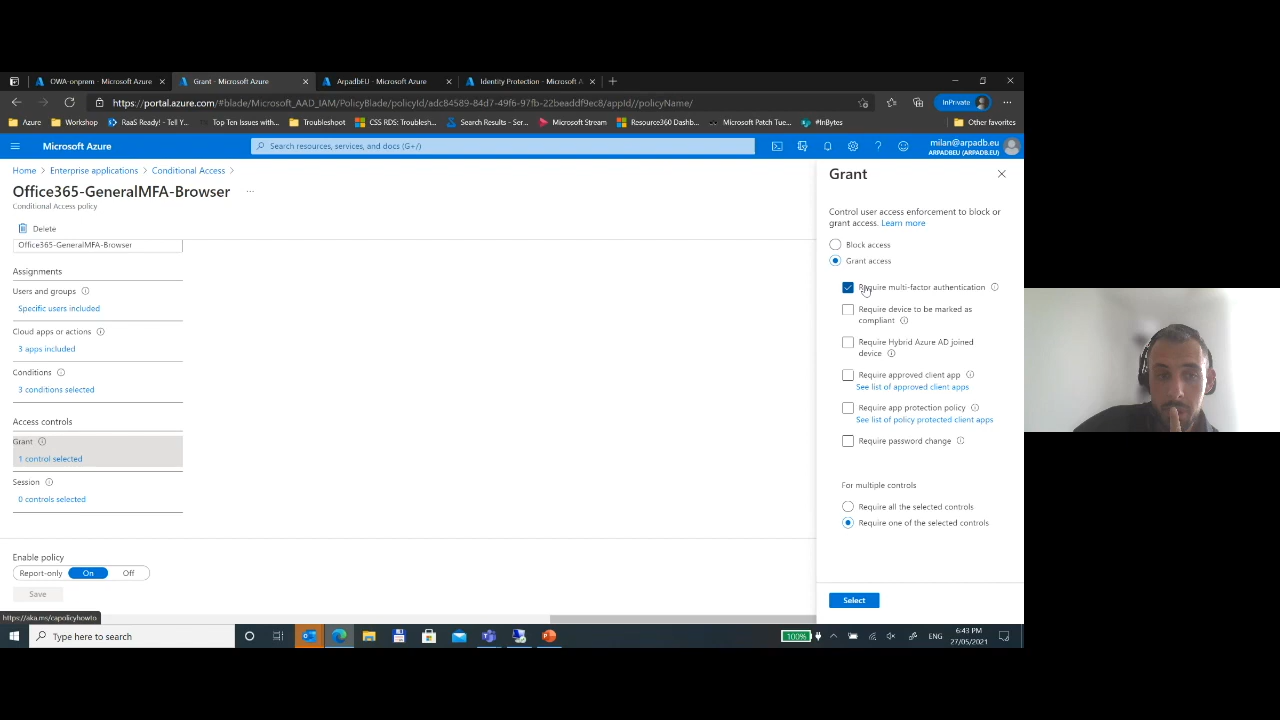 OWA-onprem - Microsoft Azure
Grant - Microsoft Azure
ArpadbEU - Microsoft Azure
Identity Protection - Microsoft A
https://portal.azure.com/#blade/Microsoft_AAD_IAM/PolicyBlade/policyId/adc84589-84d7-49f6-97fb-22beaddf9ec8/appId//policyName/
InPrivate
Azure
Workshop
RaaS Ready! - Tell Y...
Top Ten Issues with...
Troubleshoot
CSS RDS: Troublesh...
Search Results - Ser...
Microsoft Stream
Resource360 Dashb...
Microsoft Patch Tue...
#InBytes
Other favorites
Microsoft Azure
Search resources, services, and docs (G+/)
milan@arpadb.eu
ARPADBEU (ARPADB.EU)
Home
Enterprise applications
Conditional Access
Office365-GeneralMFA-Browser
...
Conditional Access policy
Delete
Office365-GeneralMFA-Browser
Assignments
Users and groups
Specific users included
Cloud apps or actions
3 apps included
Conditions
3 conditions selected
Access controls
Grant
1 control selected
Session
0 controls selected
Enable policy
Report-only On Off
Save
https://aka.ms/capolicyhowto
Grant
Control user access enforcement to block or
grant access. Learn more
Block access
Grant access
Require multi-factor authentication
Require device to be marked as
compliant
Require Hybrid Azure AD joined
device
Require approved client app
See list of approved client apps
Require app protection policy
See list of policy protected client apps
Require password change
For multiple controls
Require all the selected controls
Require one of the selected controls
Select
Type here to search
100%
ENG
6:43 PM
27/05/2021